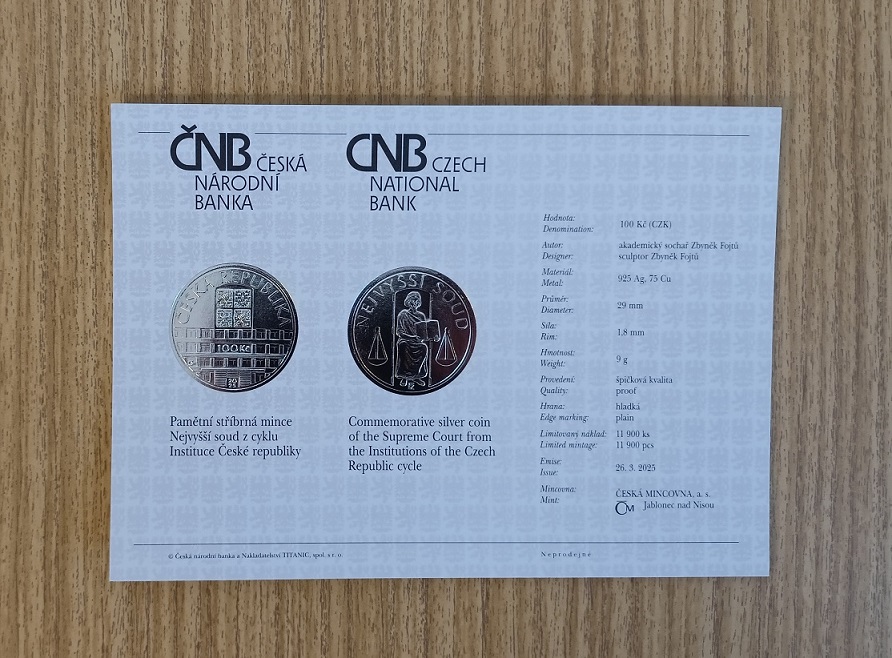 ČNB ČESKÁ
NÁRODNÍ
BANKA
CNB CZECH
NATIONAL
BANK
ČESKÁ REPUBLIKA
100 Kč
NEJVYŠŠÍ SOUD
Pamětní stříbrná mince
Nejvyšší soud z cyklu
Instituce České republiky
Commemorative silver coin
of the Supreme Court from
the Institutions of the Czech
Republic cycle
Hodnota:
Denomination:
100 Kč (CZK)
Autor:
Designer:
akademický sochař Zbyněk Fojtů
sculptor Zbyněk Fojtů
Materiál:
Metal:
925 Ag, 75 Cu
Průměr:
Diameter:
29 mm
Síla:
Rim:
1,8 mm
Hmotnost:
Weight:
9 g
Provedení:
Quality:
špičková kvalita
proof
Hrana:
Edge marking:
hladká
plain
Limitovaný náklad:
Limited mintage:
11 900 ks
11 900 pcs
Emise:
Issue:
26. 3. 2025
Mincovna:
Mint:
ČESKÁ MINCOVNA, a. s.
ČM Jablonec nad Nisou
© Česká národní banka a Nakladatelství TITANIC, spol. s r. o.
Neprodejné